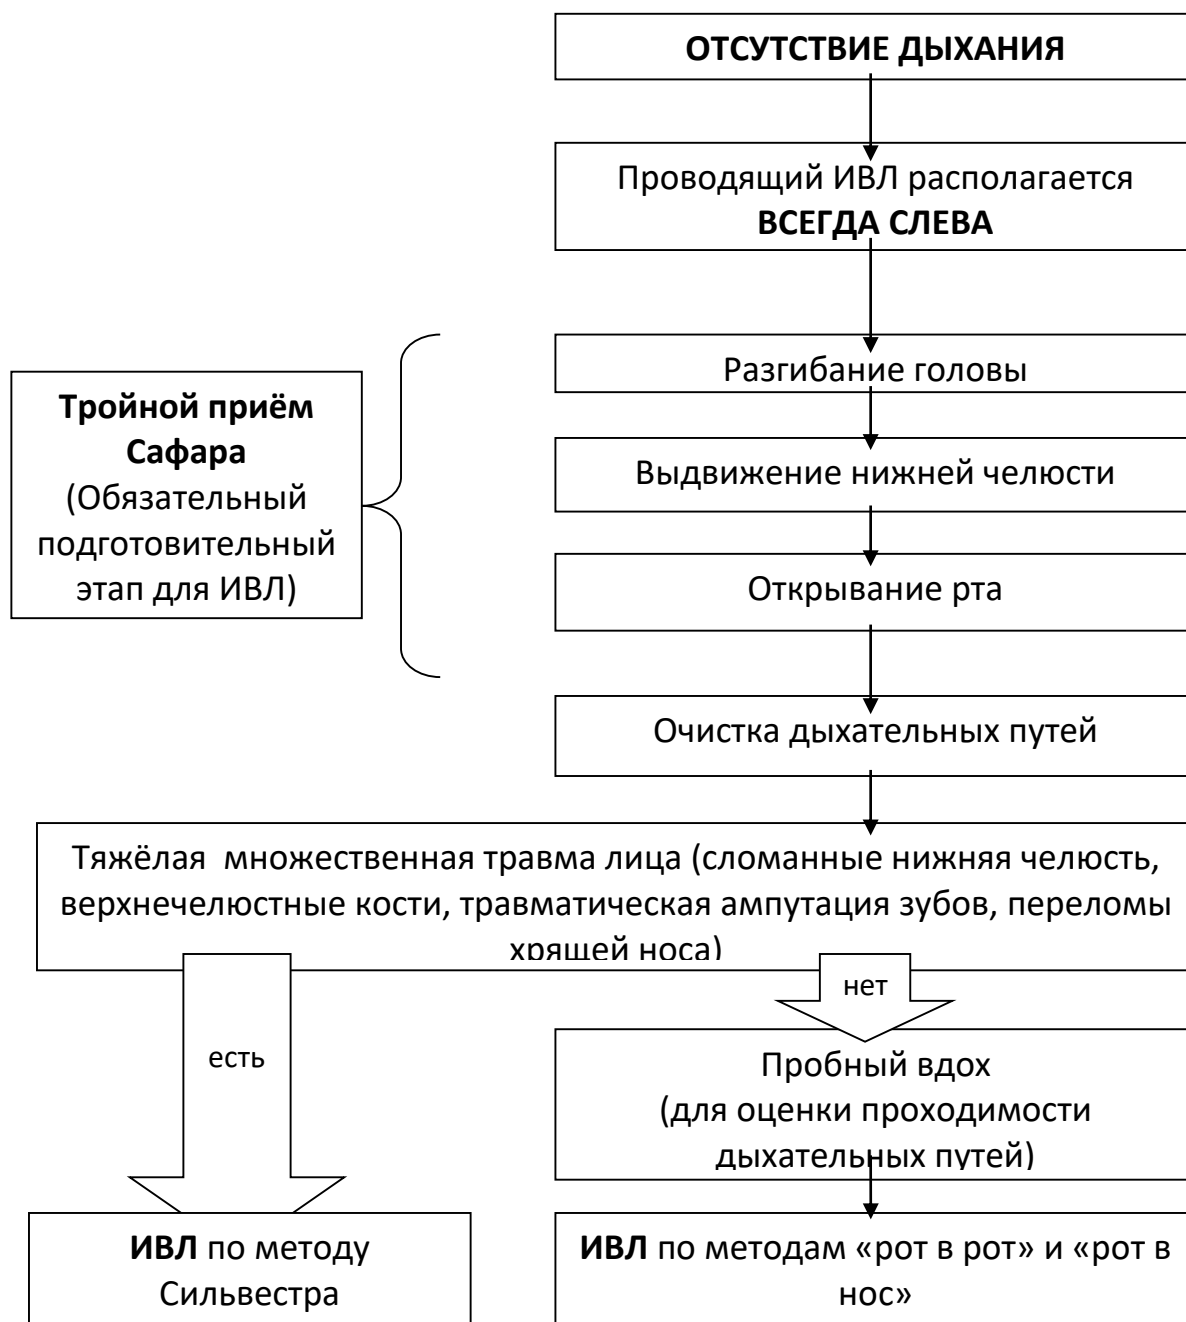 ОТСУТСТВИЕ ДЫХАНИЯ
Проводящий ИВЛ располагается
ВСЕГДА СЛЕВА
Разгибание головы
Тройной приём
Сафара
(Обязательный
подготовительный
этап для ИВЛ)
Выдвижение нижней челюсти
Открывание рта
Очистка дыхательных путей
Тяжёлая множественная травма лица (сломанные нижняя челюсть,
верхнечелюстные кости, травматическая ампутация зубов, переломы
хрящей носа)
нет
есть
Пробный вдох
(для оценки проходимости
дыхательных путей)
ИВЛ по методу
Сильвестра
ИВЛ по методам «рот в рот» и «рот в
нос»